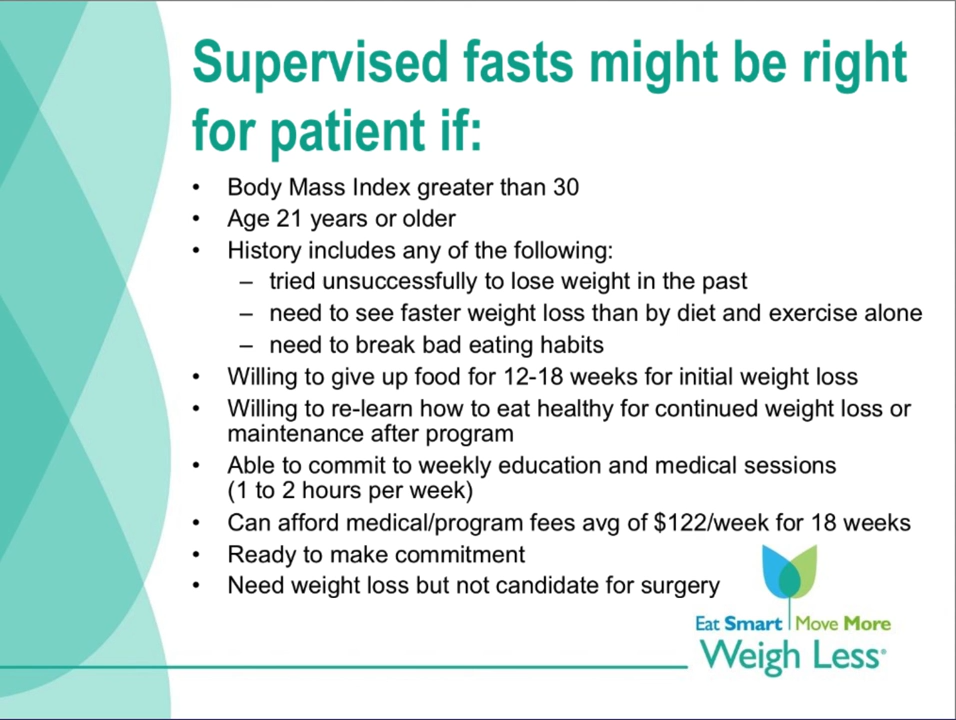 Supervised fasts might be right
for patient if:
• Body Mass Index greater than 30
• Age 21 years or older
• History includes any of the following:
– tried unsuccessfully to lose weight in the past
– need to see faster weight loss than by diet and exercise alone
– need to break bad eating habits
• Willing to give up food for 12-18 weeks for initial weight loss
• Willing to re-learn how to eat healthy for continued weight loss or
maintenance after program
• Able to commit to weekly education and medical sessions
(1 to 2 hours per week)
• Can afford medical/program fees avg of $122/week for 18 weeks
• Ready to make commitment
• Need weight loss but not candidate for surgery
Eat Smart Move More
Weigh Less®